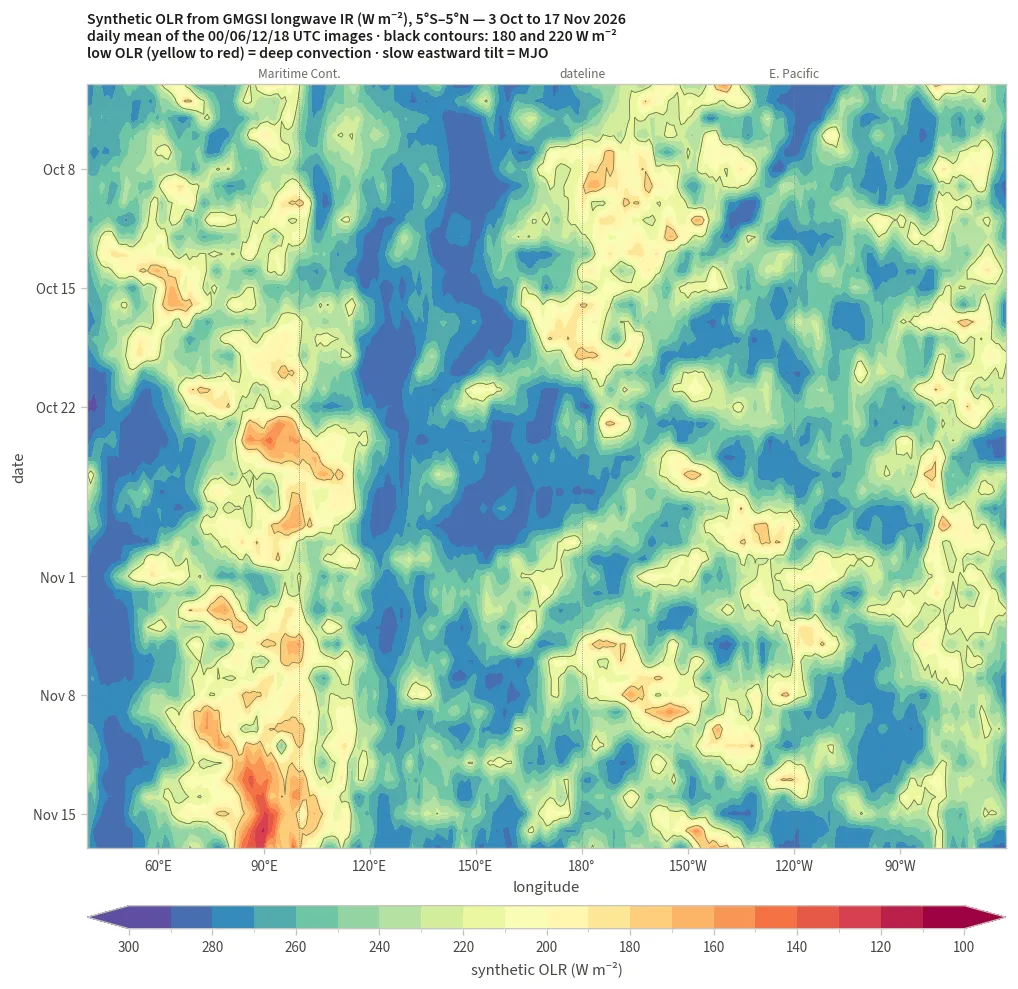 Synthetic OLR from GMGSI longwave IR (W m⁻²), 5°S–5°N — 3 Oct to 17 Nov 2026
daily mean of the 00/06/12/18 UTC images · black contours: 180 and 220 W m⁻²
low OLR (yellow to red) = deep convection · slow eastward tilt = MJO
Maritime Cont. dateline E. Pacific
Oct 8
Oct 15
Oct 22
date
Nov 1
Nov 8
Nov 15
60°E 90°E 120°E 150°E 180° 150°W 120°W 90°W
longitude
300 280 260 240 220 200 180 160 140 120 100
synthetic OLR (W m⁻²)